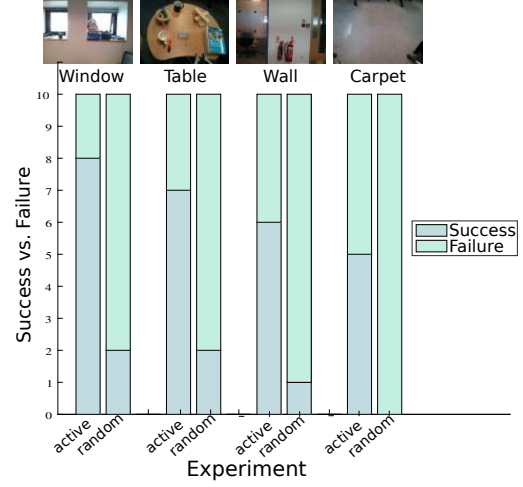 Window Table Wall Carpet
10
9
8
7
6
5
4
3
2
1
0
Success vs. Failure
Success
Failure
active random active random active random active random
Experiment